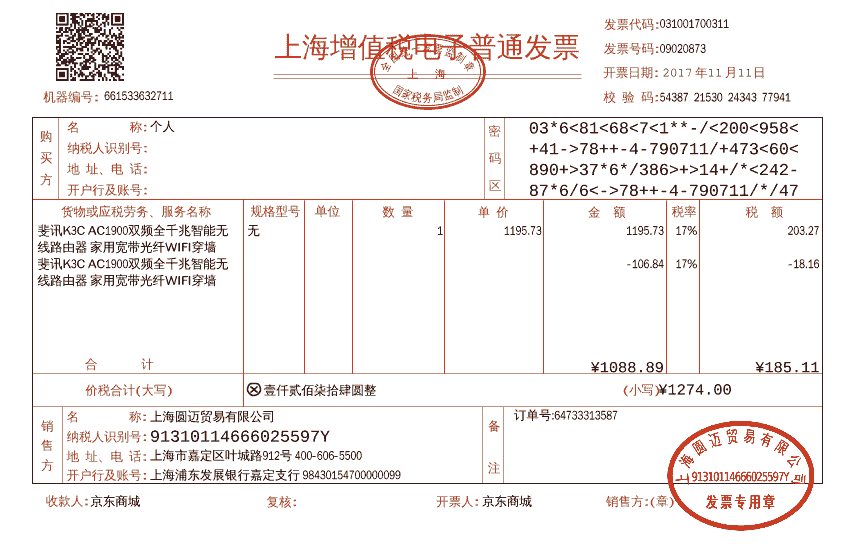 上海增值税电子普通发票
全国统一发票监制章
上海
国家税务局监制
机器编号: 661533632711
发票代码:031001700311
发票号码:09020873
开票日期: 2017 年11 月11日
校 验 码:54387 21530 24343 77941
购买方
名 称:个人
纳税人识别号:
地 址、电 话:
开户行及账号:
密码区
03*6<81<68<7<1**-/<200<958<
+41->78++-4-790711/+473<60<
890+>37*6*/386>+>14+/*<242-
87*6/6<->78++-4-790711/*/47
货物或应税劳务、服务名称 规格型号 单位 数 量 单 价 金 额 税率 税 额
斐讯K3C AC1900双频全千兆智能无 无 1 1195.73 1195.73 17% 203.27
线路由器 家用宽带光纤WIFI穿墙
斐讯K3C AC1900双频全千兆智能无 -106.84 17% -18.16
线路由器 家用宽带光纤WIFI穿墙
合 计 ¥1088.89 ¥185.11
价税合计(大写) ⊗壹仟贰佰柒拾肆圆整 (小写)¥1274.00
销售方
名 称:上海圆迈贸易有限公司
纳税人识别号:91310114666025597Y
地 址、电 话:上海市嘉定区叶城路912号 400-606-5500
开户行及账号:上海浦东发展银行嘉定支行 98430154700000099
备注
订单号:64733313587
上海圆迈贸易有限公司
91310114666025597Y
发票专用章
收款人:京东商城 复核: 开票人:京东商城 销售方:(章)